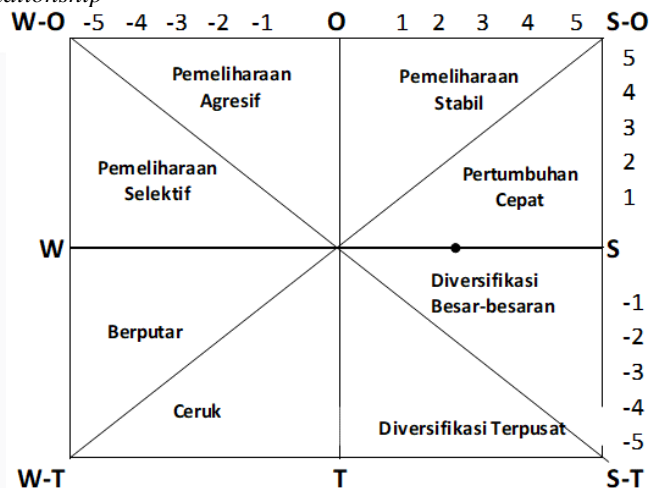 W-O -5 -4 -3 -2 -1 O 1 2 3 4 5 S-O
5
Pemeliharaan Agresif
Pemeliharaan Stabil
4
3
Pemeliharaan Selektif
2
Pertumbuhan Cepat
1
W
S
Diversifikasi Besar-besaran
-1
Berputar
-2
-3
Ceruk
-4
Diversifikasi Terpusat
-5
W-T T S-T